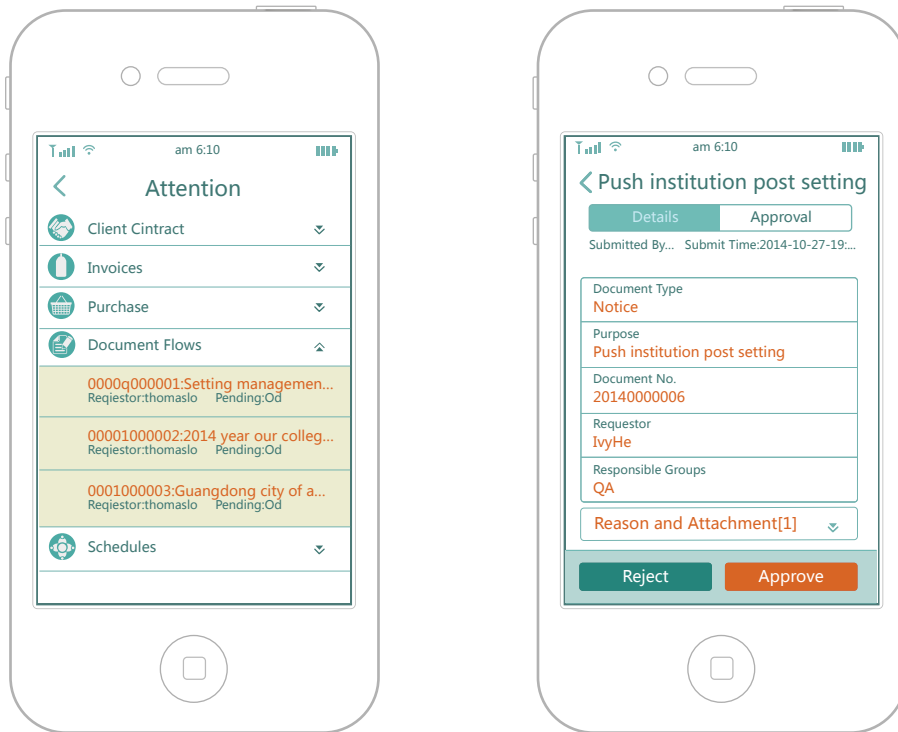 am 6:10
Attention
Client Cintract
Invoices
Purchase
Document Flows
0000q000001:Setting managemen...
Reqiestor:thomaslo Pending:Od
00001000002:2014 year our colleg...
Reqiestor:thomaslo Pending:Od
0001000003:Guangdong city of a...
Reqiestor:thomaslo Pending:Od
Schedules
am 6:10
Push institution post setting
Details Approval
Submitted By... Submit Time:2014-10-27-19:...
Document Type
Notice
Purpose
Push institution post setting
Document No.
20140000006
Requestor
IvyHe
Responsible Groups
QA
Reason and Attachment[1]
Reject Approve